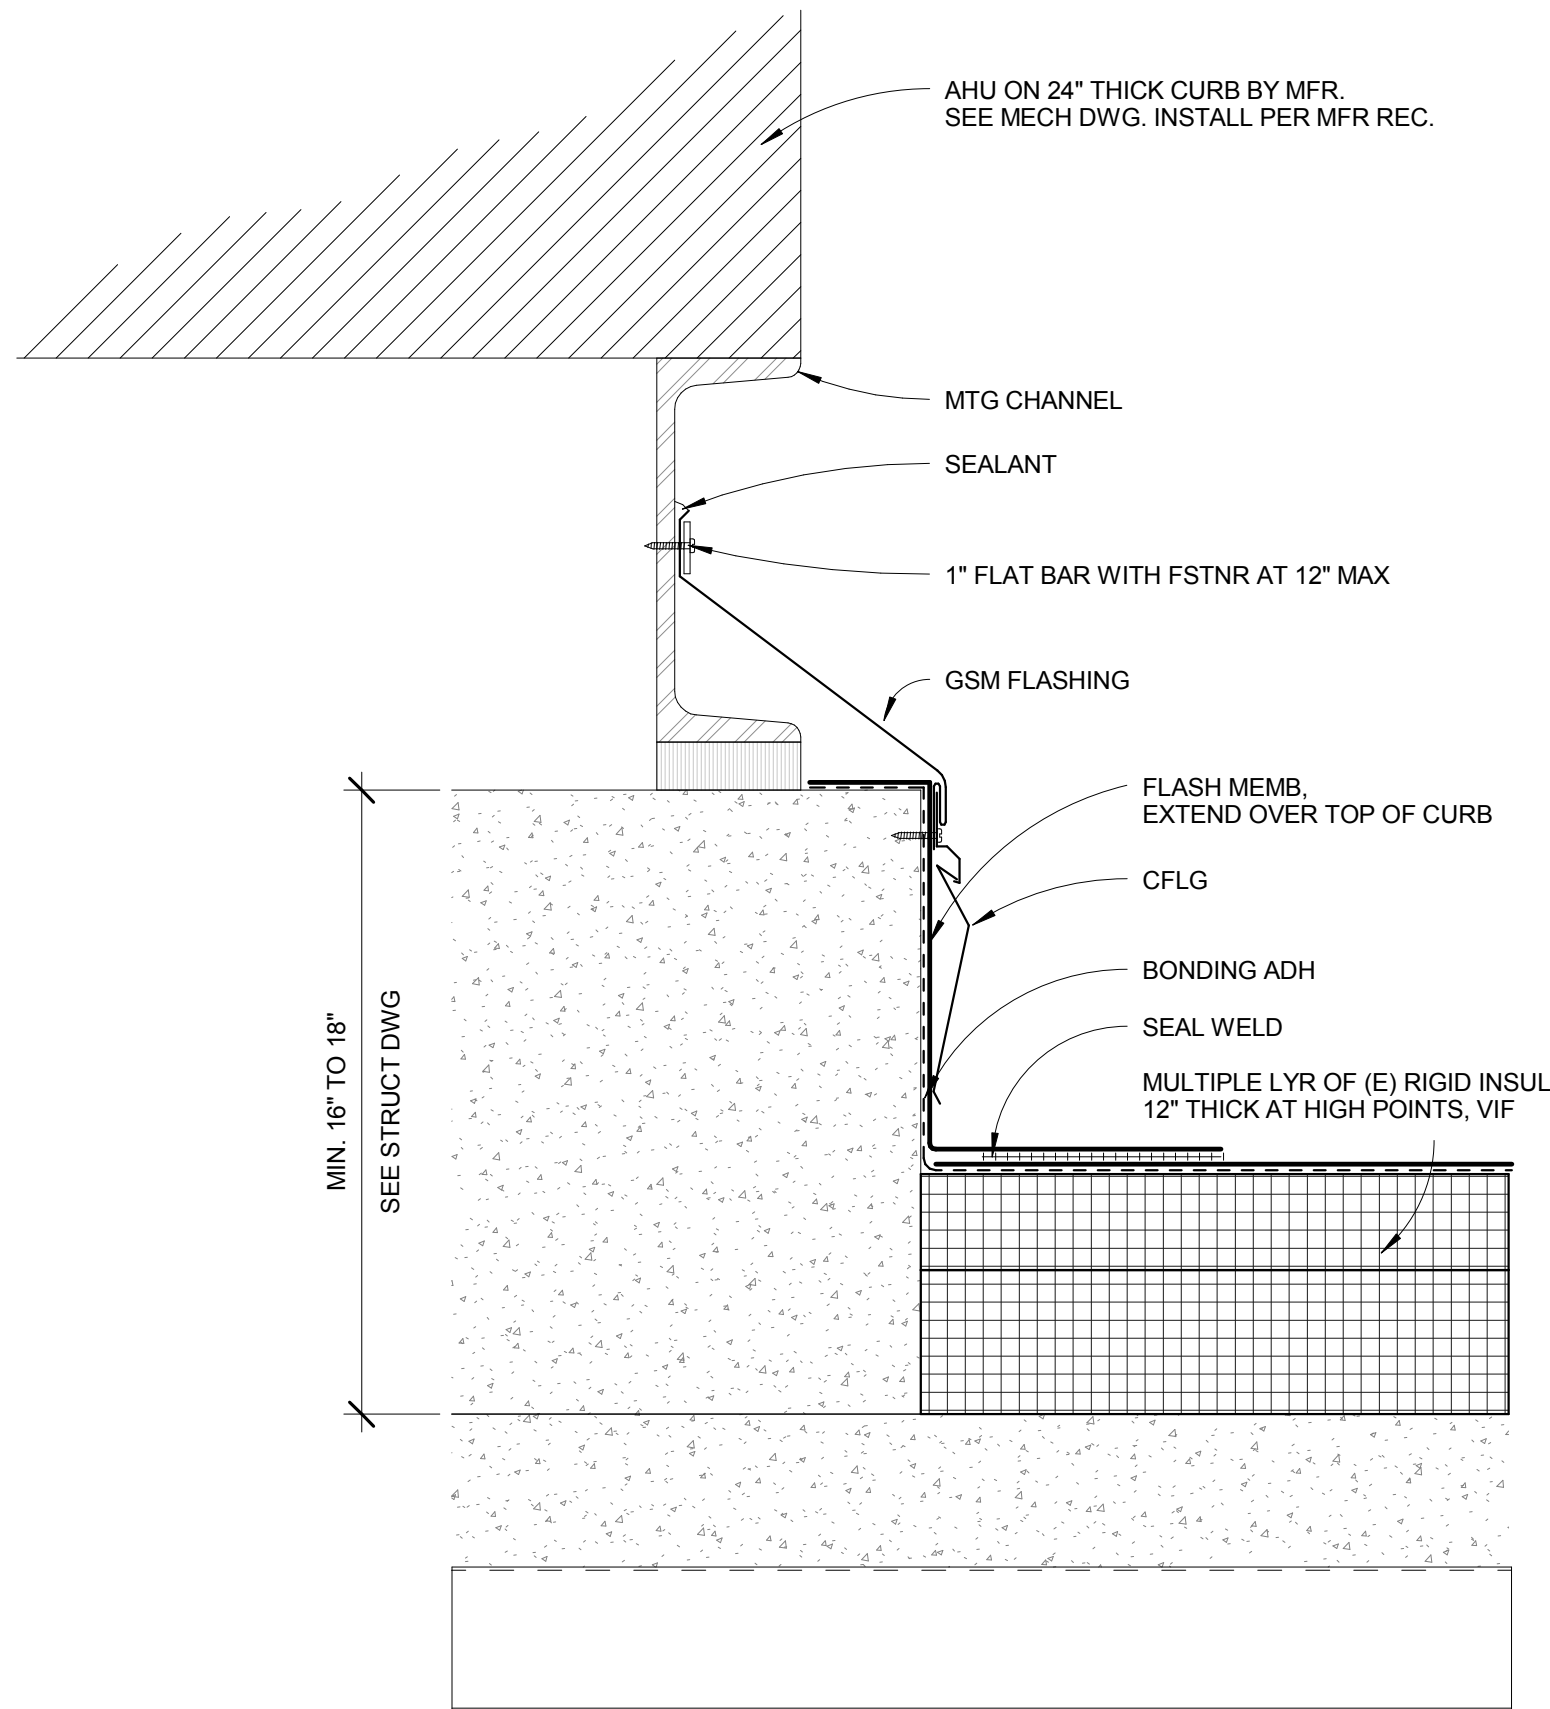 AHU ON 24" THICK CURB BY MFR.
SEE MECH DWG. INSTALL PER MFR REC.
MTG CHANNEL
SEALANT
1" FLAT BAR WITH FSTNR AT 12" MAX
GSM FLASHING
FLASH MEMB,
EXTEND OVER TOP OF CURB
CFLG
BONDING ADH
SEAL WELD
MULTIPLE LYR OF (E) RIGID INSUL
12" THICK AT HIGH POINTS, VIF
MIN. 16" TO 18"
SEE STRUCT DWG